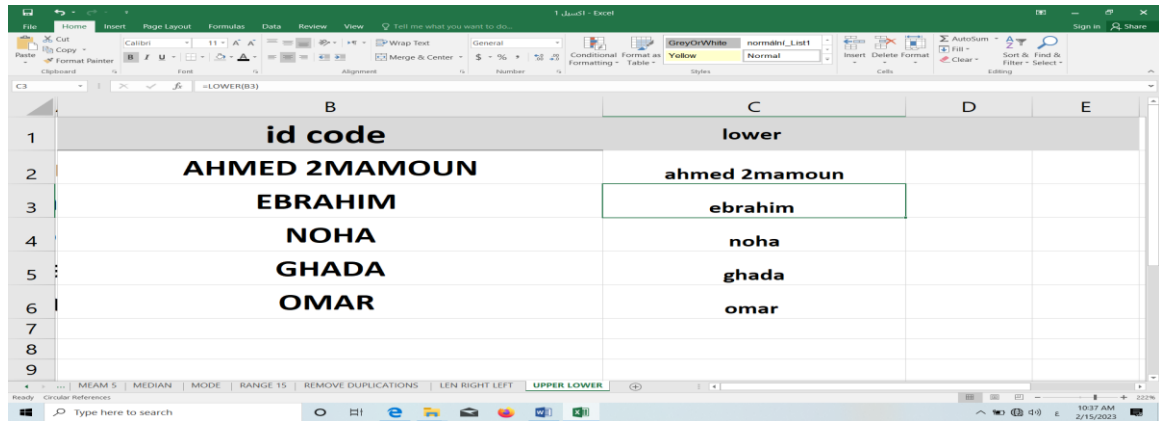 اكسيل 1 - Excel
Sign in Share
File Home Insert Page Layout Formulas Data Review View Tell me what you want to do...
Paste Cut
Copy
Format Painter
Clipboard
Calibri 11 A A
B I U A
Font
Wrap Text
Merge & Center
Alignment
General
$ % ,
Number
Conditional Formatting
Format as Table
GreyOrWhite normální_List1
Yellow Normal
Styles
Insert Delete Format
Cells
AutoSum
Fill
Clear
Sort & Filter
Find & Select
Editing
C3 fx =LOWER(B3)
B C D E
1 id code lower
2 AHMED 2MAMOUN ahmed 2mamoun
3 EBRAHIM ebrahim
4 NOHA noha
5 GHADA ghada
6 OMAR omar
7
8
9
... MEAM 5 MEDIAN MODE RANGE 15 REMOVE DUPLICATIONS LEN RIGHT LEFT UPPER LOWER
Ready Circular References 222%
Type here to search ع 10:37 AM
2/15/2023